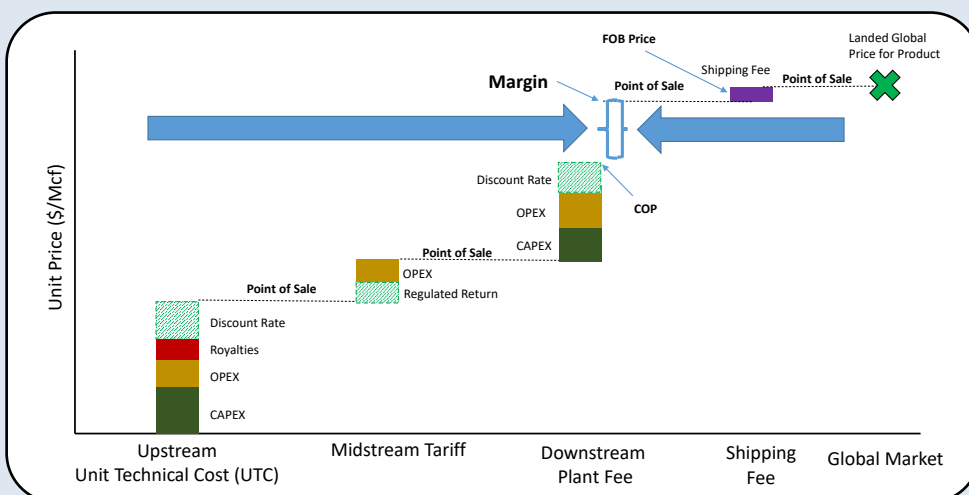 FOB Price
Landed Global
Price for Product
Shipping Fee
Margin
Point of Sale
Point of Sale
Discount Rate
COP
OPEX
CAPEX
Point of Sale
OPEX
Point of Sale
Regulated Return
Discount Rate
Royalties
OPEX
CAPEX
Unit Price ($/Mcf)
Upstream
Unit Technical Cost (UTC)
Midstream Tariff
Downstream
Plant Fee
Shipping
Fee
Global Market